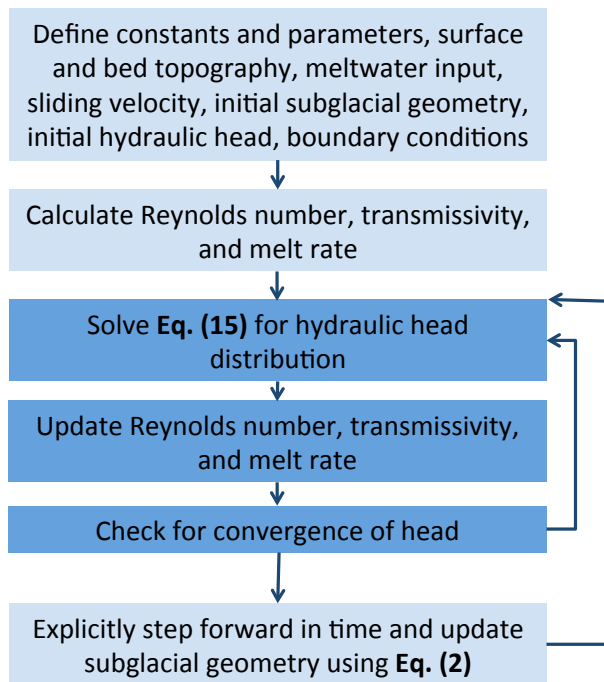 Define constants and parameters, surface
and bed topography, meltwater input,
sliding velocity, initial subglacial geometry,
initial hydraulic head, boundary conditions
Calculate Reynolds number, transmissivity,
and melt rate
Solve Eq. (15) for hydraulic head
distribution
Update Reynolds number, transmissivity,
and melt rate
Check for convergence of head
Explicitly step forward in time and update
subglacial geometry using Eq. (2)